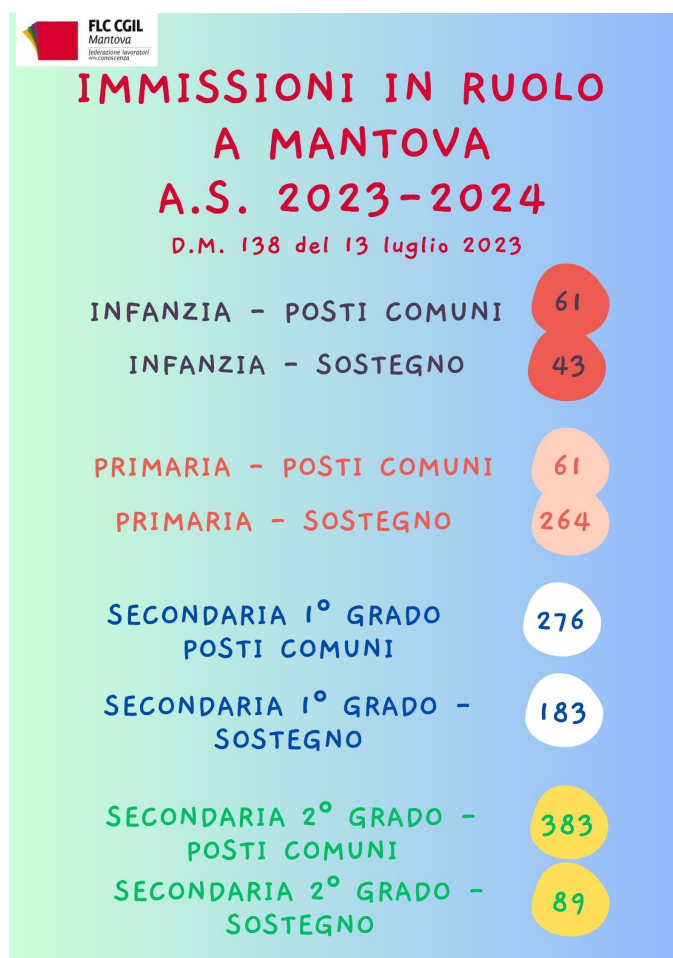 FLC CGIL
Mantova
federazione lavoratori
della conoscenza
IMMISSIONI IN RUOLO
A MANTOVA
A.S. 2023-2024
D.M. 138 del 13 luglio 2023
INFANZIA - POSTI COMUNI 61
INFANZIA - SOSTEGNO 43
PRIMARIA - POSTI COMUNI 61
PRIMARIA - SOSTEGNO 264
SECONDARIA 1° GRADO
POSTI COMUNI
276
SECONDARIA 1° GRADO -
SOSTEGNO
183
SECONDARIA 2° GRADO -
POSTI COMUNI
383
SECONDARIA 2° GRADO -
SOSTEGNO
89